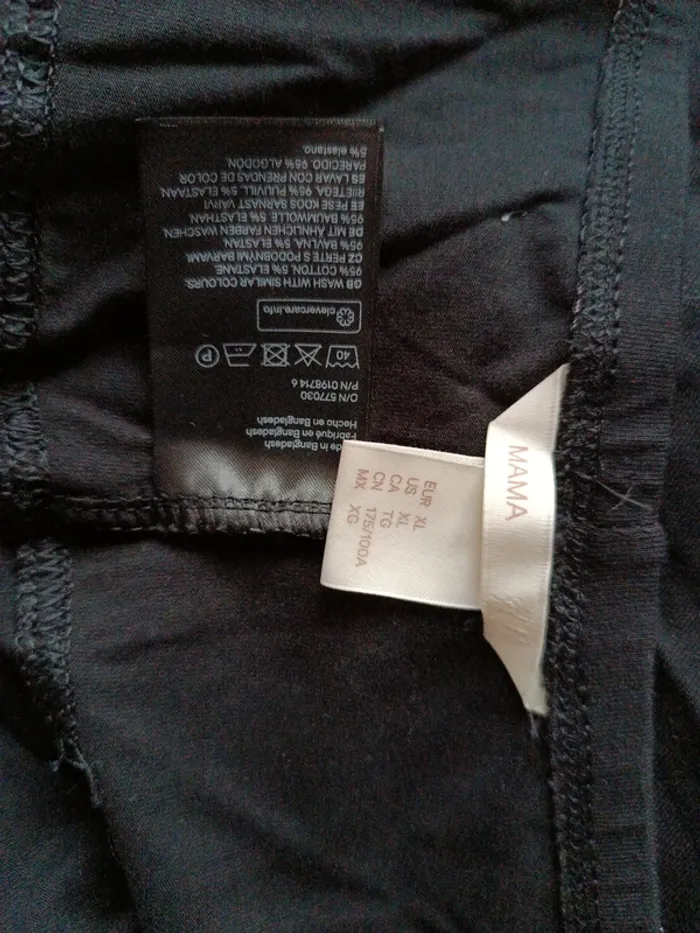 MAMA
EUR XL
US XL
CA TG
CN 175/100A
MX XG
de in Bangladesh
Fabriqué en Bangladesh
Hecho en Bangladesh
O/N 577030
P/N 0198714 6
40
P
clevercare.info
GB WASH WITH SIMILAR COLOURS.
95% COTTON, 5% ELASTANE.
CZ PERTE S PODOBNÝMI BARVAMI.
95% BAVLNA, 5% ELASTAN.
DE MIT ÄHNLICHEN FARBEN WASCHEN.
95% BAUMWOLLE 5% ELASTHAN.
EE PESE KOOS SARNAST VÄRVI
RIIETEGA. 95% PUUVILL, 5% ELASTAAN.
ES LAVAR CON PRENDAS DE COLOR
PARECIDO. 95% ALGODÓN,
5% elastano.